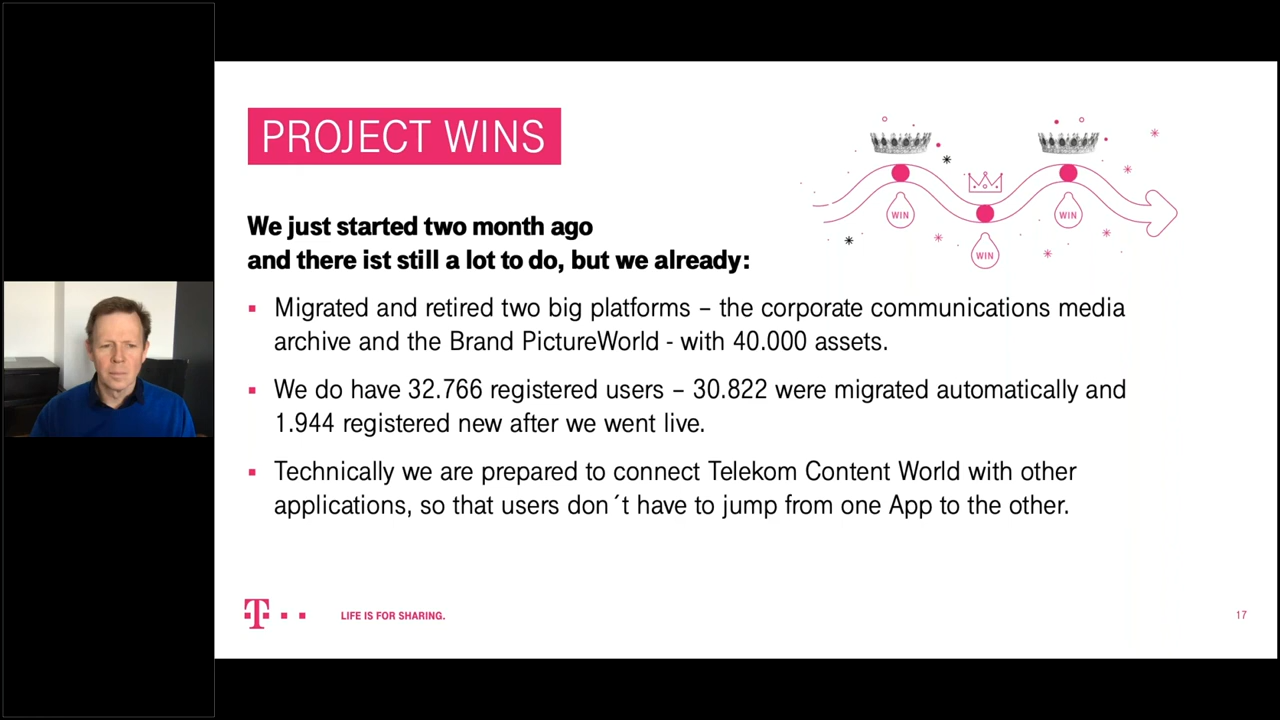 PROJECT WINS
WIN
WIN
WIN
We just started two month ago
and there ist still a lot to do, but we already:
▪ Migrated and retired two big platforms – the corporate communications media
archive and the Brand PictureWorld - with 40.000 assets.
▪ We do have 32.766 registered users – 30.822 were migrated automatically and
1.944 registered new after we went live.
▪ Technically we are prepared to connect Telekom Content World with other
applications, so that users don´t have to jump from one App to the other.
T
LIFE IS FOR SHARING.
17